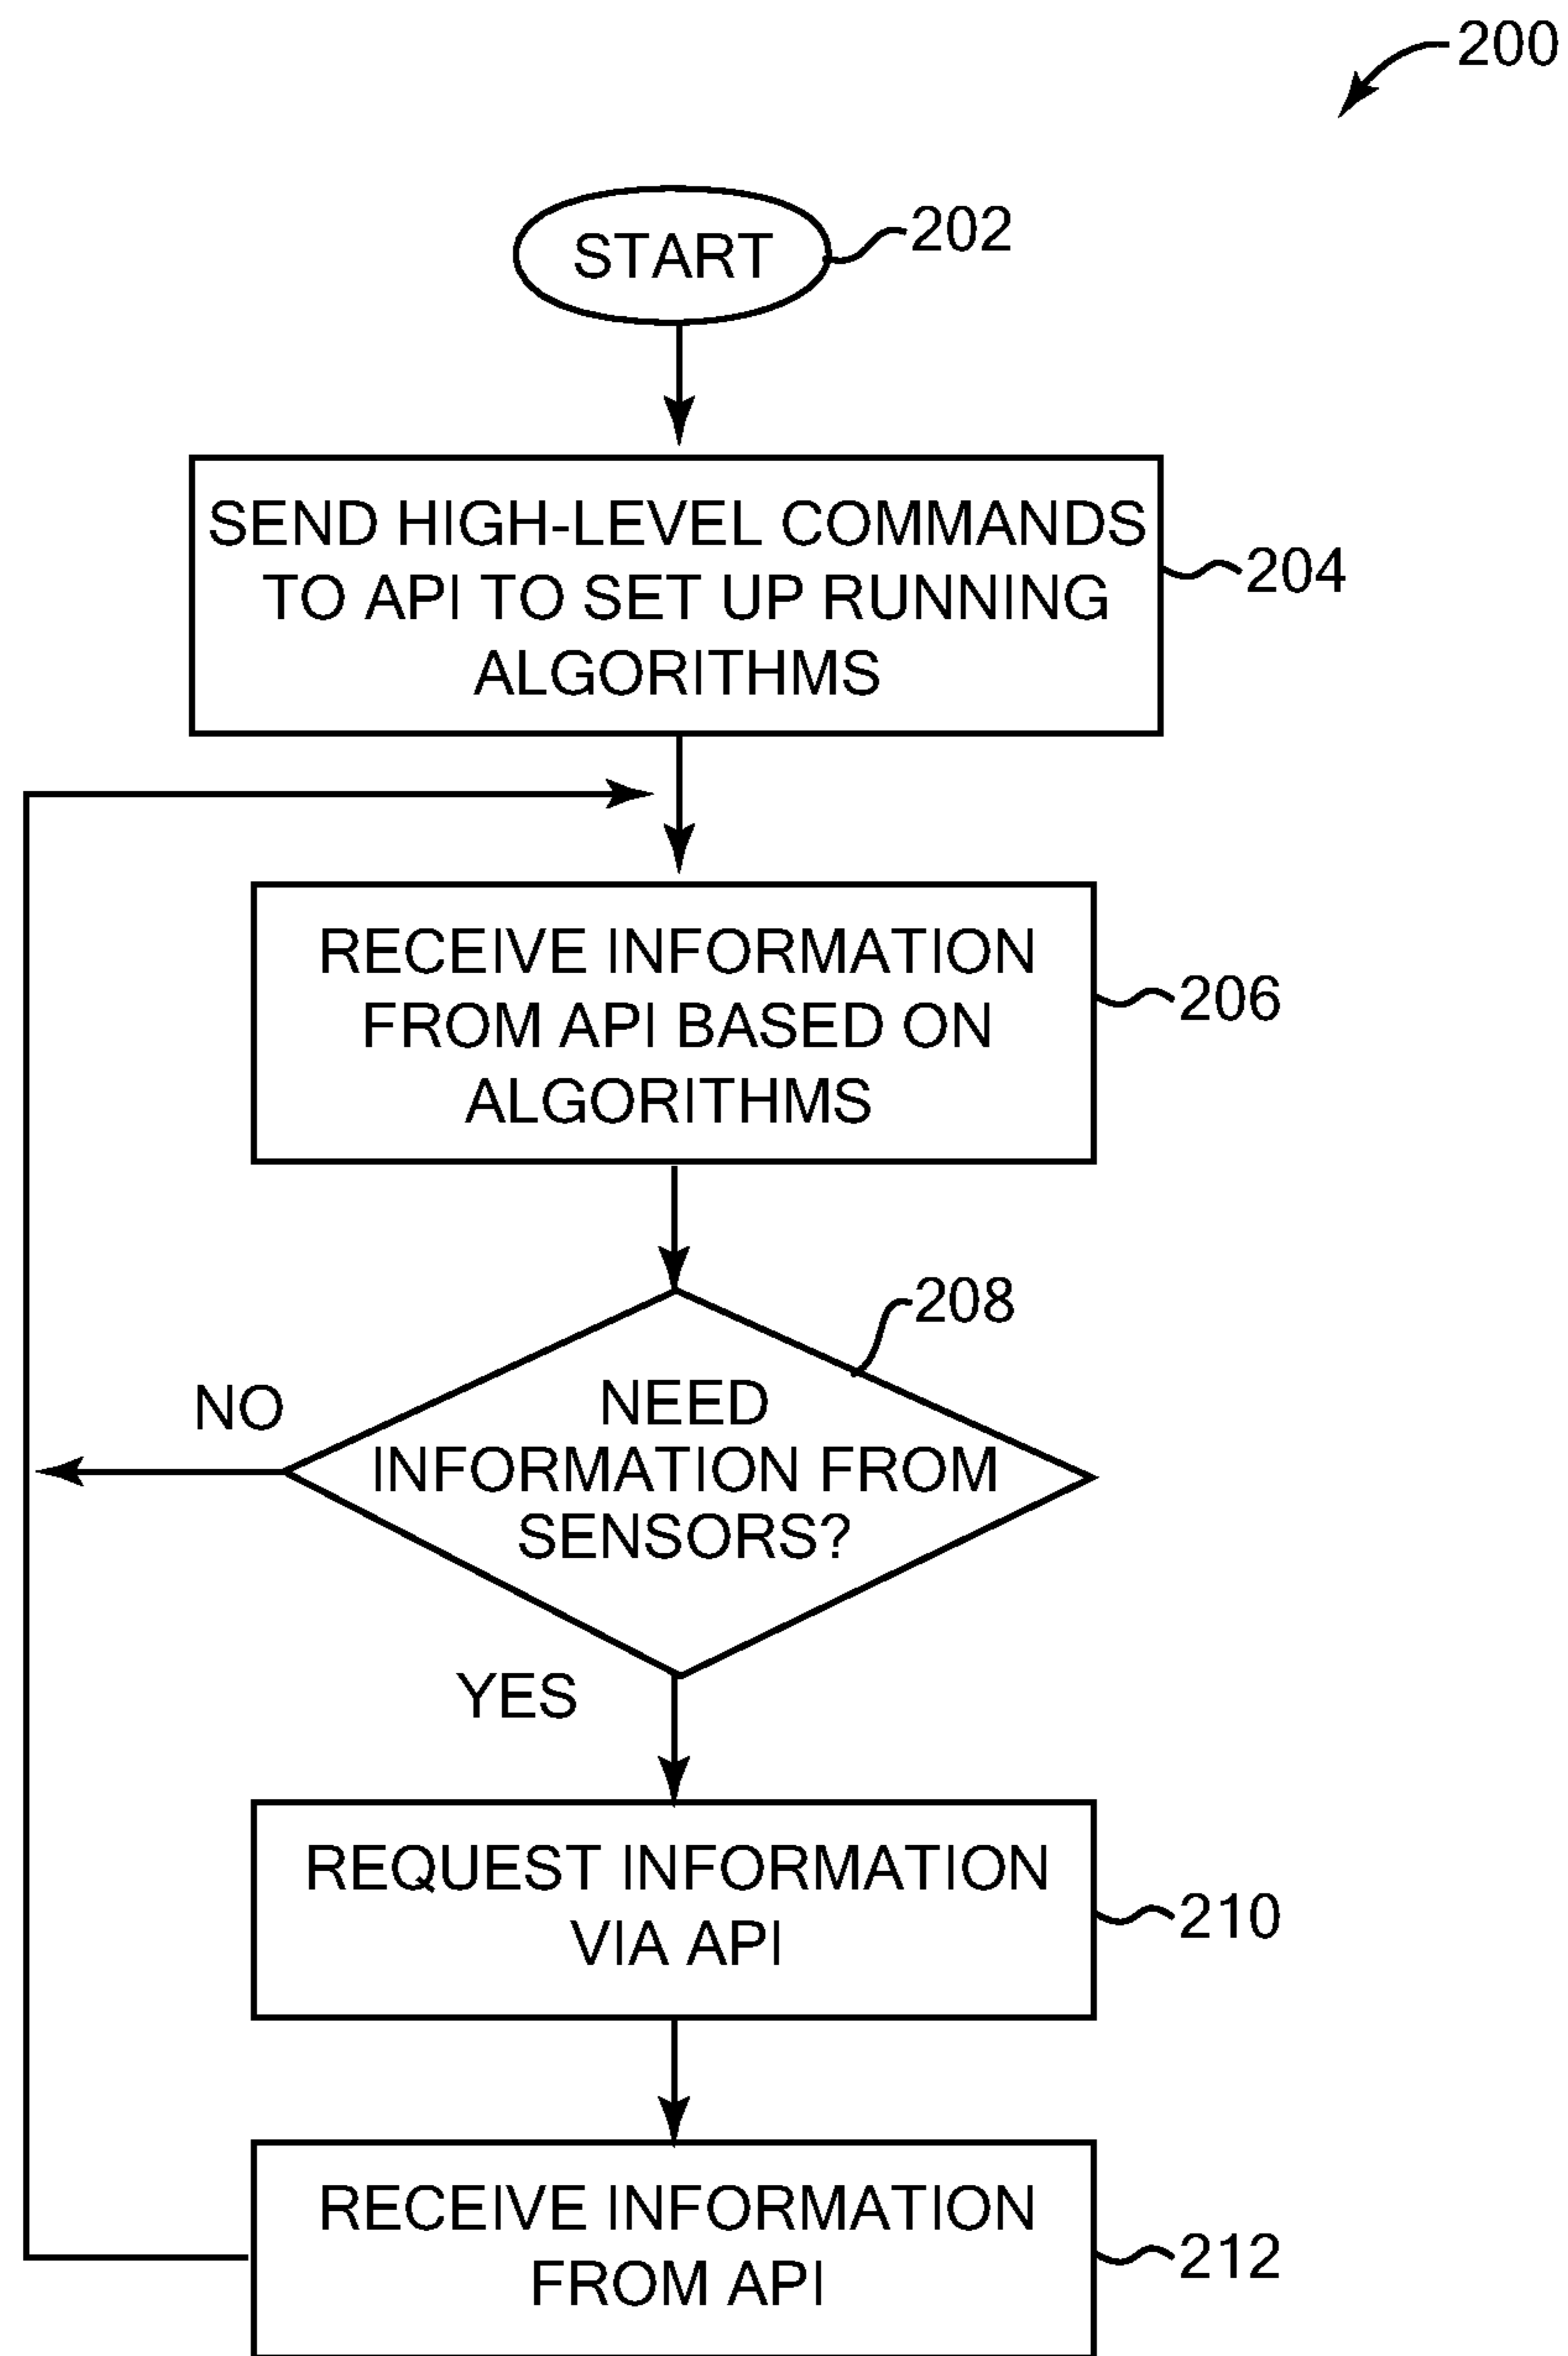 200
START
202
SEND HIGH-LEVEL COMMANDS
TO API TO SET UP RUNNING
ALGORITHMS
204
RECEIVE INFORMATION
FROM API BASED ON
ALGORITHMS
206
208
NO
NEED
INFORMATION FROM
SENSORS?
YES
REQUEST INFORMATION
VIA API
210
RECEIVE INFORMATION
FROM API
212